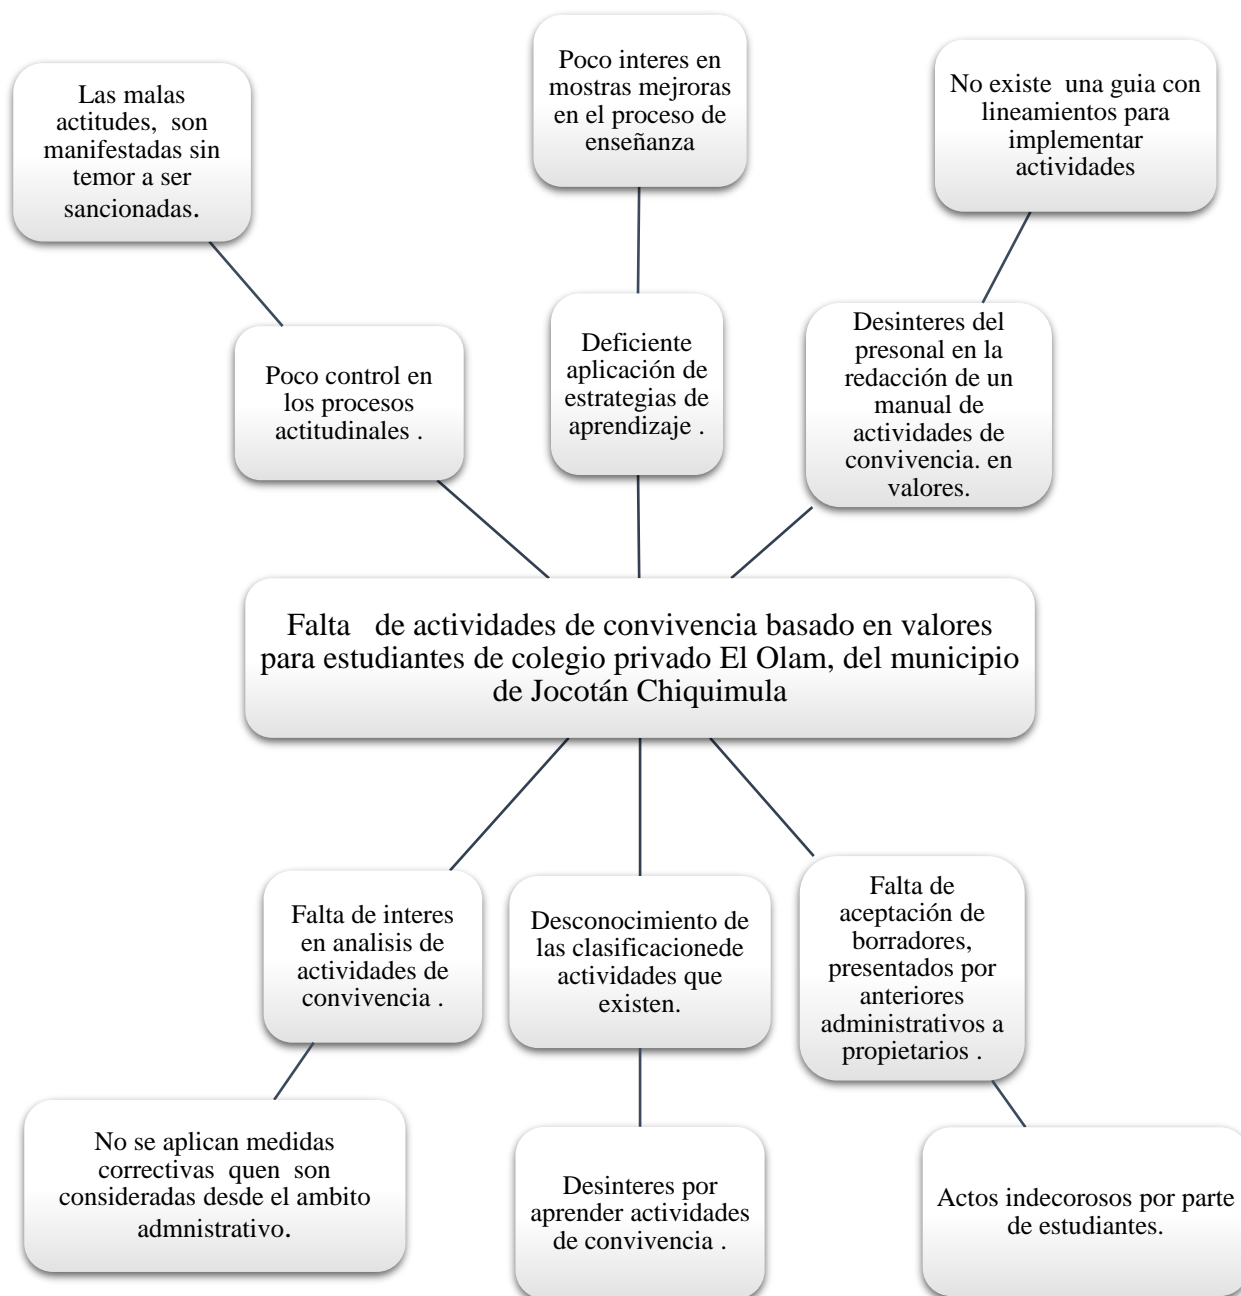 Poco interes en
mostras mejroras
en el proceso de
enseñanza
Las malas
actitudes, son
manifestadas sin
temor a ser
sancionadas.
No existe una guia con
lineamientos para
implementar
actividades
Poco control en
los procesos
actitudinales .
Deficiente
aplicación de
estrategias de
aprendizaje .
Desinteres del
presonal en la
redacción de un
manual de
actividades de
convivencia. en
valores.
Falta de actividades de convivencia basado en valores
para estudiantes de colegio privado El Olam, del municipio
de Jocotán Chiquimula
Falta de interes
en analisis de
actividades de
convivencia .
Desconocimiento de
las clasificacionede
actividades que
existen.
Falta de
aceptación de
borradores,
presentados por
anteriores
administrativos a
propietarios .
No se aplican medidas
correctivas quen son
consideradas desde el ambito
admnistrativo.
Desinteres por
aprender actividades
de convivencia .
Actos indecorosos por parte
de estudiantes.